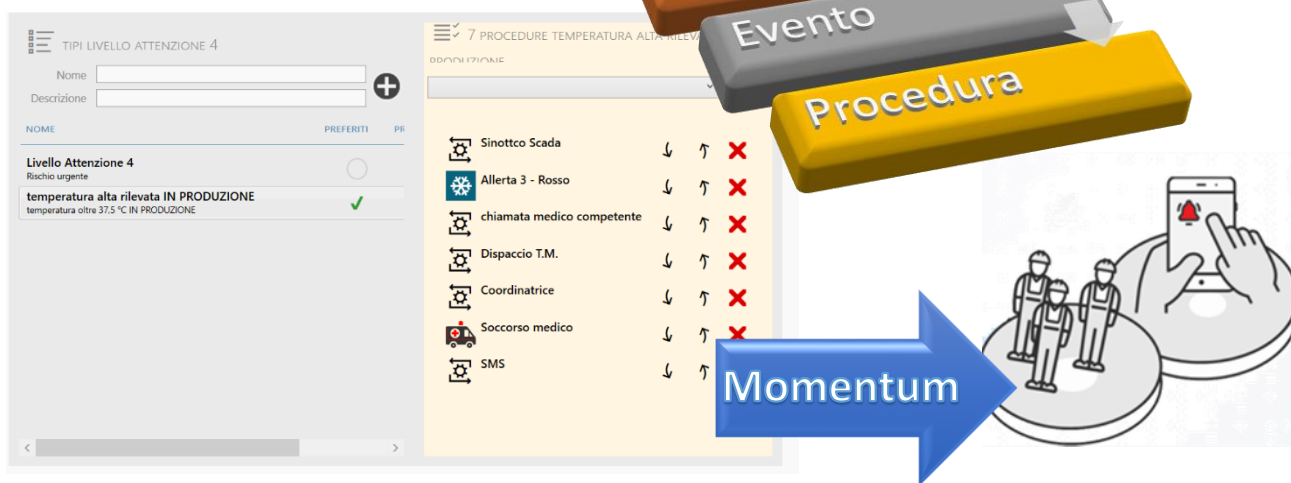 TIPI LIVELLO ATTENZIONE 4
Nome
Descrizione
NOME
PREFERITI
Livello Attenzione 4
Rischio urgente
temperatura alta rilevata IN PRODUZIONE
temperatura oltre 37,5 °C IN PRODUZIONE
7 PROCEDURE TEMPERATURA ALTA
PRODUZIONE
Sinottco Scada
Allerta 3 - Rosso
chiamata medico competente
Dispaccio T.M.
Coordinatrice
Soccorso medico
SMS
Evento
Procedura
Momentum